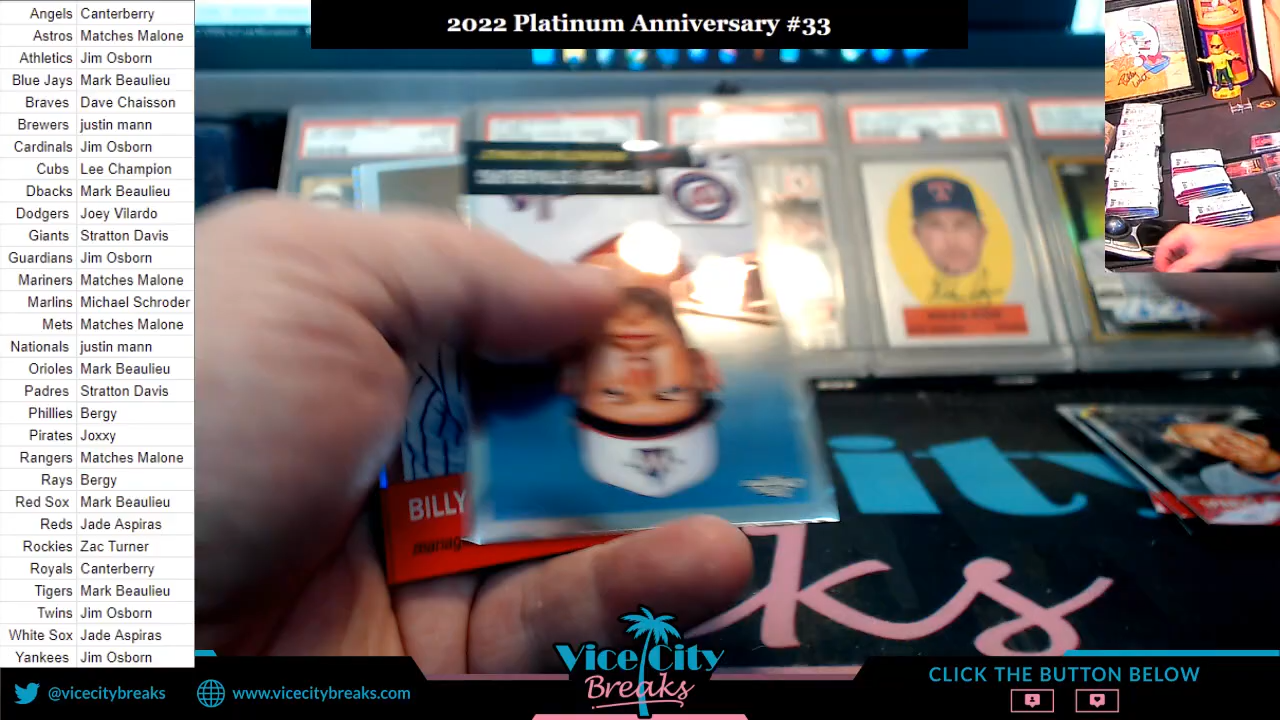 2022 Platinum Anniversary #33
Angels Canterberry
Astros Matches Malone
Athletics Jim Osborn
Blue Jays Mark Beaulieu
Braves Dave Chaisson
Brewers justin mann
Cardinals Jim Osborn
Cubs Lee Champion
Dbacks Mark Beaulieu
Dodgers Joey Vilardo
Giants Stratton Davis
Guardians Jim Osborn
Mariners Matches Malone
Marlins Michael Schroder
Mets Matches Malone
Nationals justin mann
Orioles Mark Beaulieu
Padres Stratton Davis
Phillies Bergy
Pirates Joxxy
Rangers Matches Malone
Rays Bergy
Red Sox Mark Beaulieu
Reds Jade Aspiras
Rockies Zac Turner
Royals Canterberry
Tigers Mark Beaulieu
Twins Jim Osborn
White Sox Jade Aspiras
Yankees Jim Osborn
T
BILLY
manag
ity
ks
Vice City
Breaks
@vicecitybreaks
www.vicecitybreaks.com
CLICK THE BUTTON BELOW